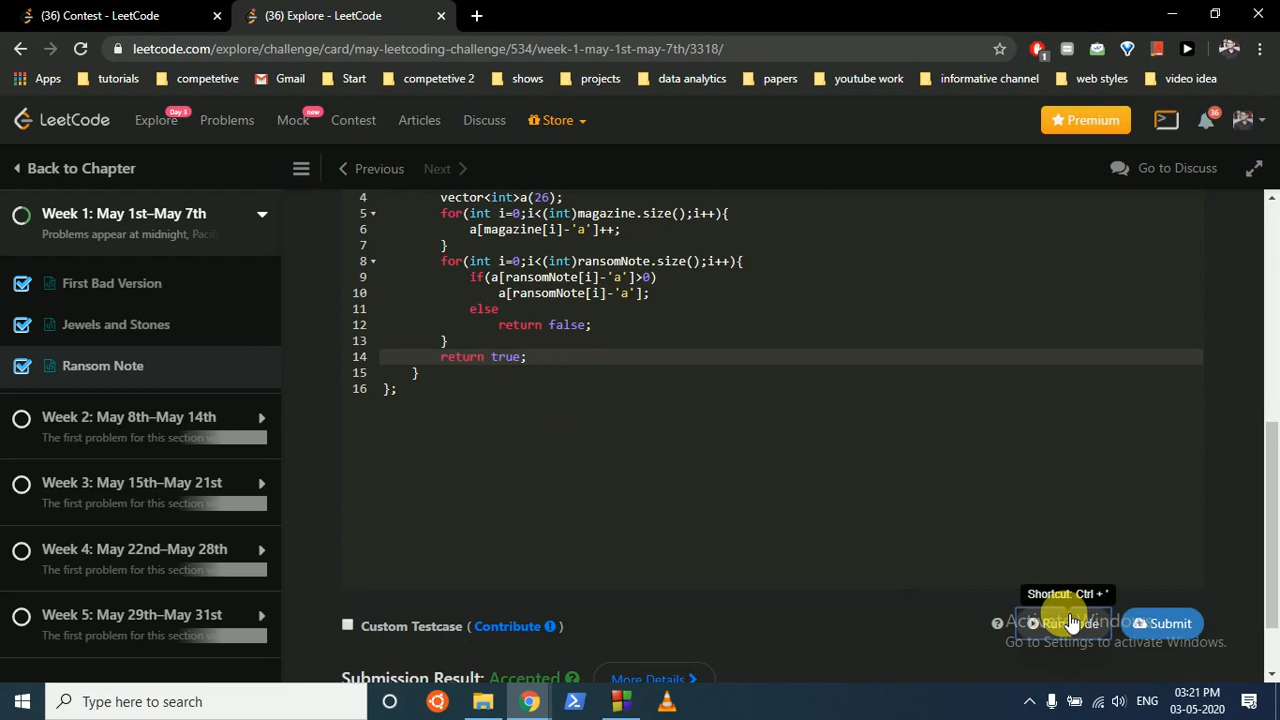 (36) Contest - LeetCode
(36) Explore - LeetCode
leetcode.com/explore/challenge/card/may-leetcoding-challenge/534/week-1-may-1st-may-7th/3318/
1
Apps tutorials competetive Gmail Start competetive 2 shows projects data analytics papers youtube work informative channel web styles video idea
LeetCode Explore Day 3 Problems Mock new Contest Articles Discuss Store Premium 36
Back to Chapter
Previous Next
Go to Discuss
Week 1: May 1st–May 7th
Problems appear at midnight,
First Bad Version
Jewels and Stones
Ransom Note
Week 2: May 8th–May 14th
The first problem for this section
Week 3: May 15th–May 21st
The first problem for this section
Week 4: May 22nd–May 28th
The first problem for this section
Week 5: May 29th–May 31st
The first problem for this section
4 vector<int>a(26);
5 for(int i=0;i<(int)magazine.size();i++){
6 a[magazine[i]-'a']++;
7 }
8 for(int i=0;i<(int)ransomNote.size();i++){
9 if(a[ransomNote[i]-'a']>0)
10 a[ransomNote[i]-'a'];
11 else
12 return false;
13 }
14 return true;
15 }
16 };
Shortcut: Ctrl + '
Custom Testcase ( Contribute )
Run Code
Submit
Activate Windows
Go to Settings to activate Windows.
Submission Result: Accepted
More Details
Type here to search
ENG
03:21 PM
03-05-2020